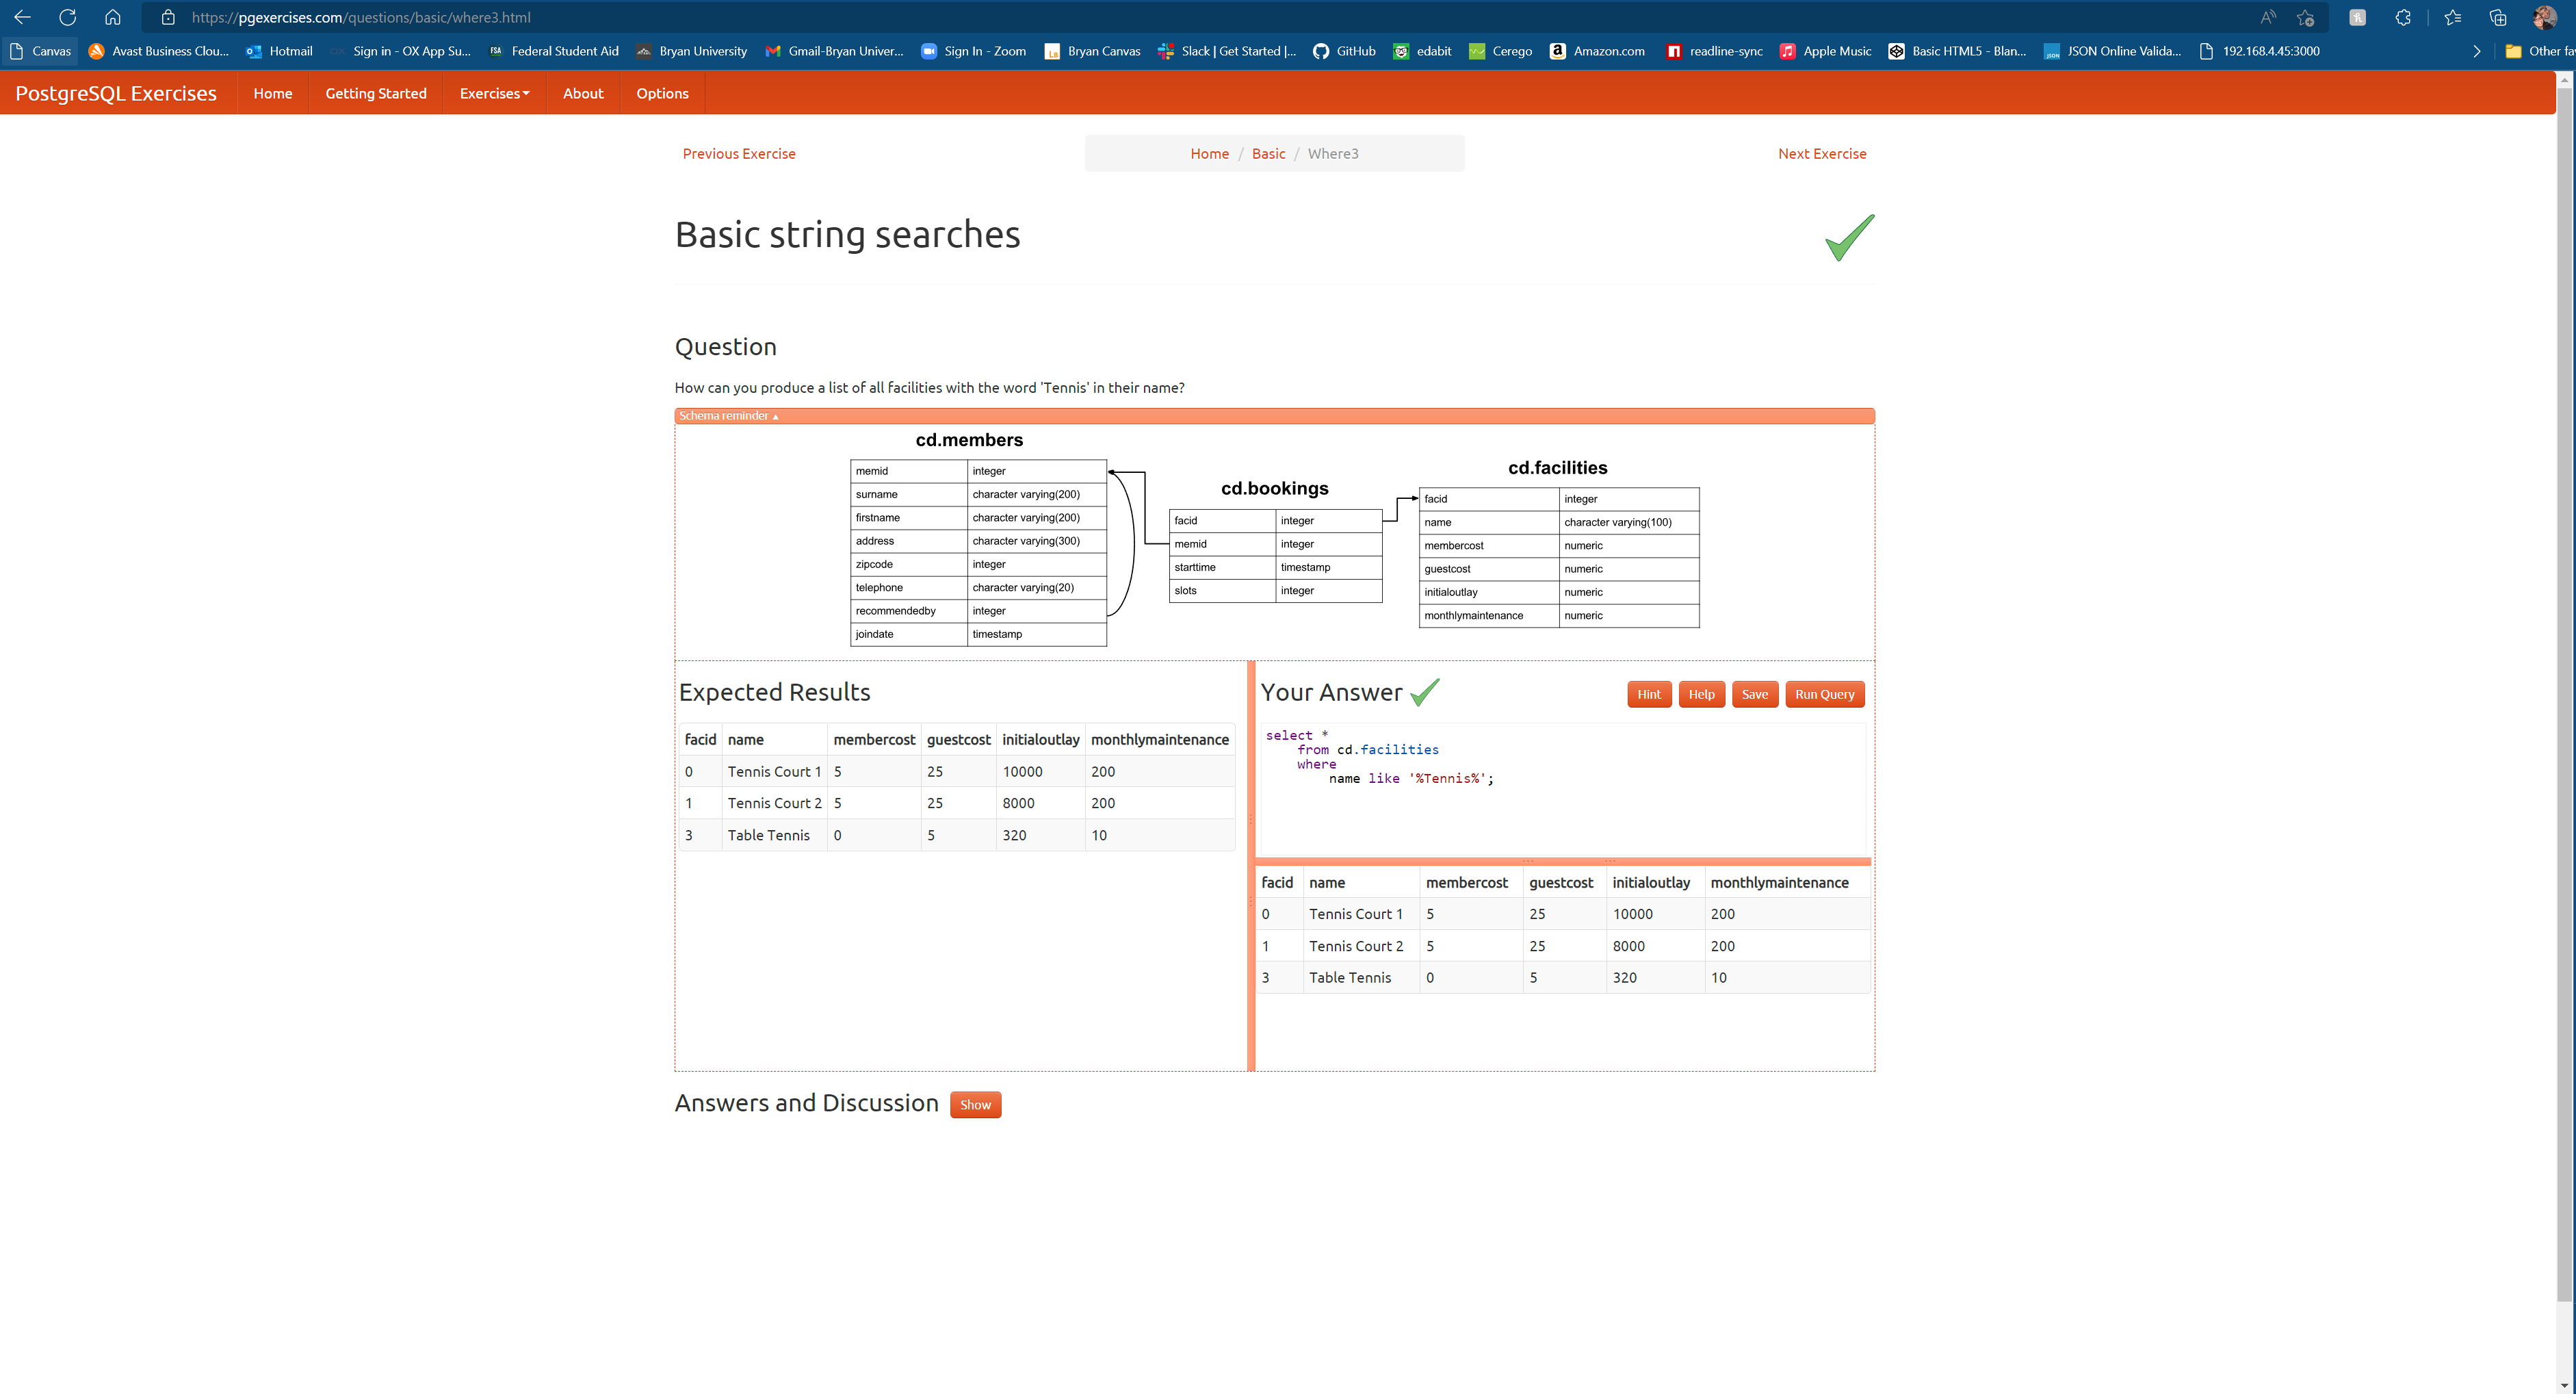 https://pgexercises.com/questions/basic/where3.html
Canvas Avast Business Clou... Hotmail Sign in - OX App Su... FSA Federal Student Aid Bryan University Gmail-Bryan Univer... Sign In - Zoom Bryan Canvas Slack | Get Started |... GitHub edabit Cerego Amazon.com readline-sync Apple Music Basic HTML5 - Blan... JSON JSON Online Valida... 192.168.4.45:3000 Other fa
PostgreSQL Exercises Home Getting Started Exercises About Options
Previous Exercise Home / Basic / Where3 Next Exercise
Basic string searches
Question
How can you produce a list of all facilities with the word 'Tennis' in their name?
Schema reminder
cd.members
memid integer
surname character varying(200)
firstname character varying(200)
address character varying(300)
zipcode integer
telephone character varying(20)
recommendedby integer
joindate timestamp
cd.bookings
facid integer
memid integer
starttime timestamp
slots integer
cd.facilities
facid integer
name character varying(100)
membercost numeric
guestcost numeric
initialoutlay numeric
monthlymaintenance numeric
Expected Results
facid name membercost guestcost initialoutlay monthlymaintenance
0 Tennis Court 1 5 25 10000 200
1 Tennis Court 2 5 25 8000 200
3 Table Tennis 0 5 320 10
Your Answer Hint Help Save Run Query
select *
from cd.facilities
where
name like '%Tennis%';
facid name membercost guestcost initialoutlay monthlymaintenance
0 Tennis Court 1 5 25 10000 200
1 Tennis Court 2 5 25 8000 200
3 Table Tennis 0 5 320 10
Answers and Discussion Show